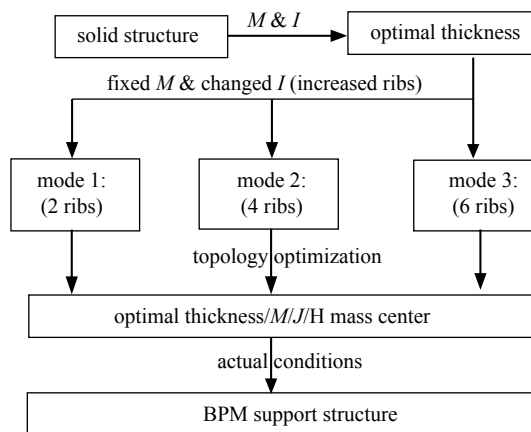 solid structure
M & I
optimal thickness
fixed M & changed I (increased ribs)
mode 1:
(2 ribs)
mode 2:
(4 ribs)
mode 3:
(6 ribs)
topology optimization
optimal thickness/M/J/H mass center
actual conditions
BPM support structure